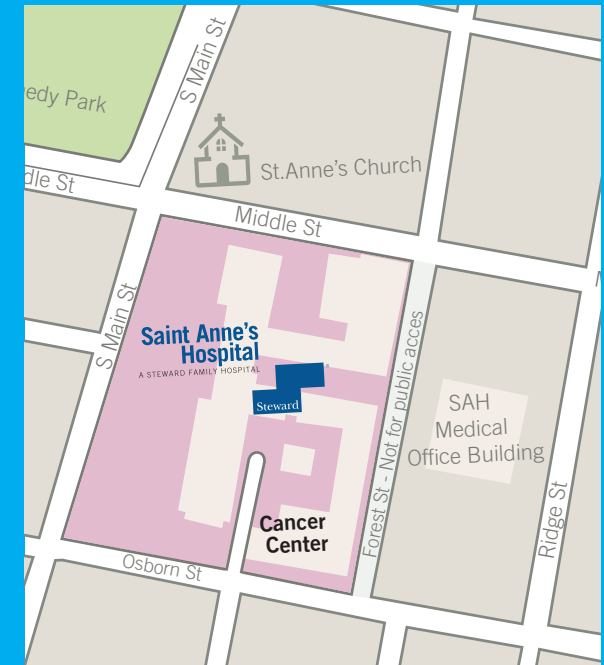 S Main St
edy Park
St.Anne's Church
dle St
Middle St
S Main St
Saint Anne's
Hospital
A STEWARD FAMILY HOSPITAL
Steward
Forest St - Not for public acces
SAH
Medical
Office Building
Cancer
Center
Ridge St
Osborn St